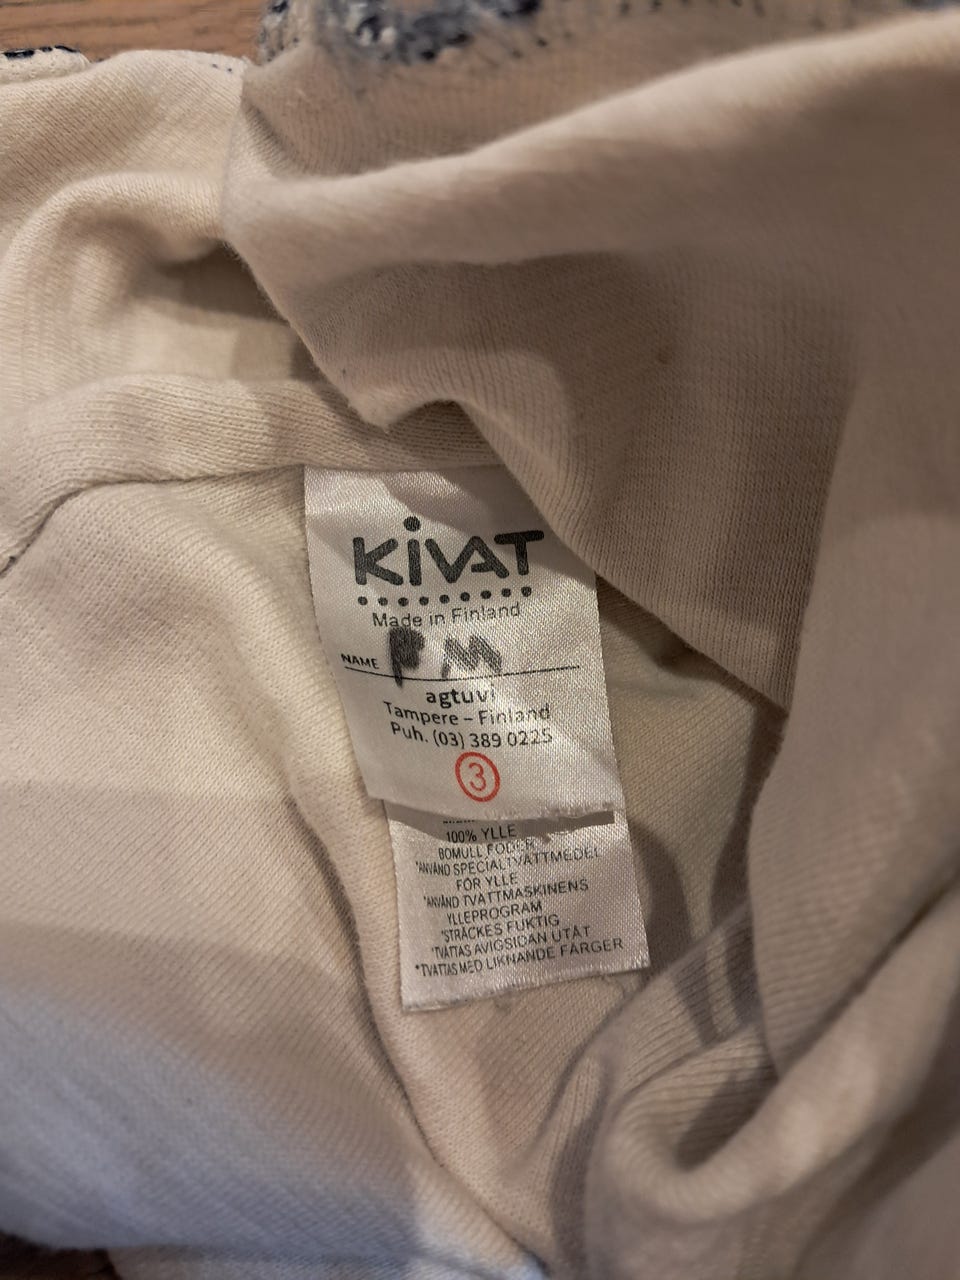 KiVAT
Made in Finland
NAME P M
agtuvi
Tampere – Finland
Puh. (03) 389 0225
3
100% YLLE
BOMULL FODER
*ANVÄND SPECIALTVÄTTMEDEL
FÖR YLLE
*ANVÄND TVÄTTMASKINENS
YLLEPROGRAM
*STRÄCKES FUKTIG
*TVÄTTAS AVIGSIDAN UTÅT
*TVÄTTAS MED LIKNANDE FÄRGER